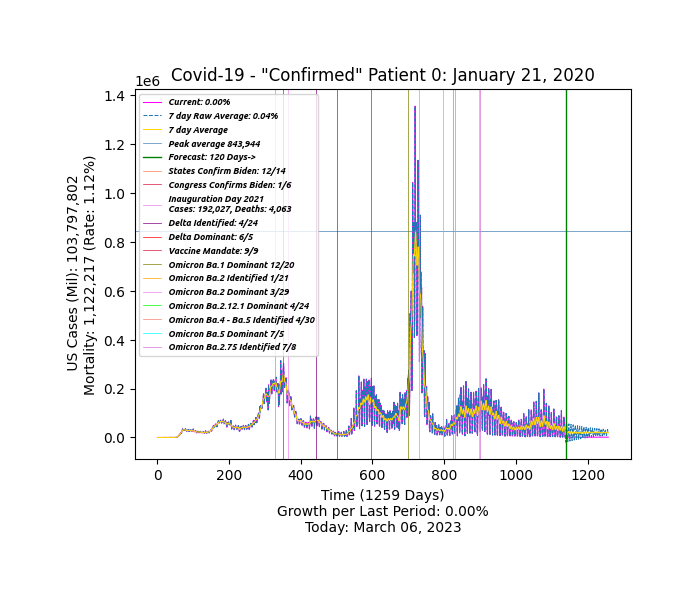 Covid-19 - "Confirmed" Patient 0: January 21, 2020
1e6
Current: 0.00%
7 day Raw Average: 0.04%
7 day Average
Peak average 843,944
Forecast: 120 Days->
States Confirm Biden: 12/14
Congress Confirms Biden: 1/6
Inauguration Day 2021
Cases: 192,027, Deaths: 4,063
Delta Identified: 4/24
Delta Dominant: 6/5
Vaccine Mandate: 9/9
Omicron Ba.1 Dominant 12/20
Omicron Ba.2 Identified 1/21
Omicron Ba.2 Dominant 3/29
Omicron Ba.2.12.1 Dominant 4/24
Omicron Ba.4 - Ba.5 Identified 4/30
Omicron Ba.5 Dominant 7/5
Omicron Ba.2.75 Identified 7/8
1.4
1.2
1.0
0.8
0.6
0.4
0.2
0.0
US Cases (Mil): 103,797,802
Mortality: 1,122,217 (Rate: 1.12%)
0 200 400 600 800 1000 1200
Time (1259 Days)
Growth per Last Period: 0.00%
Today: March 06, 2023